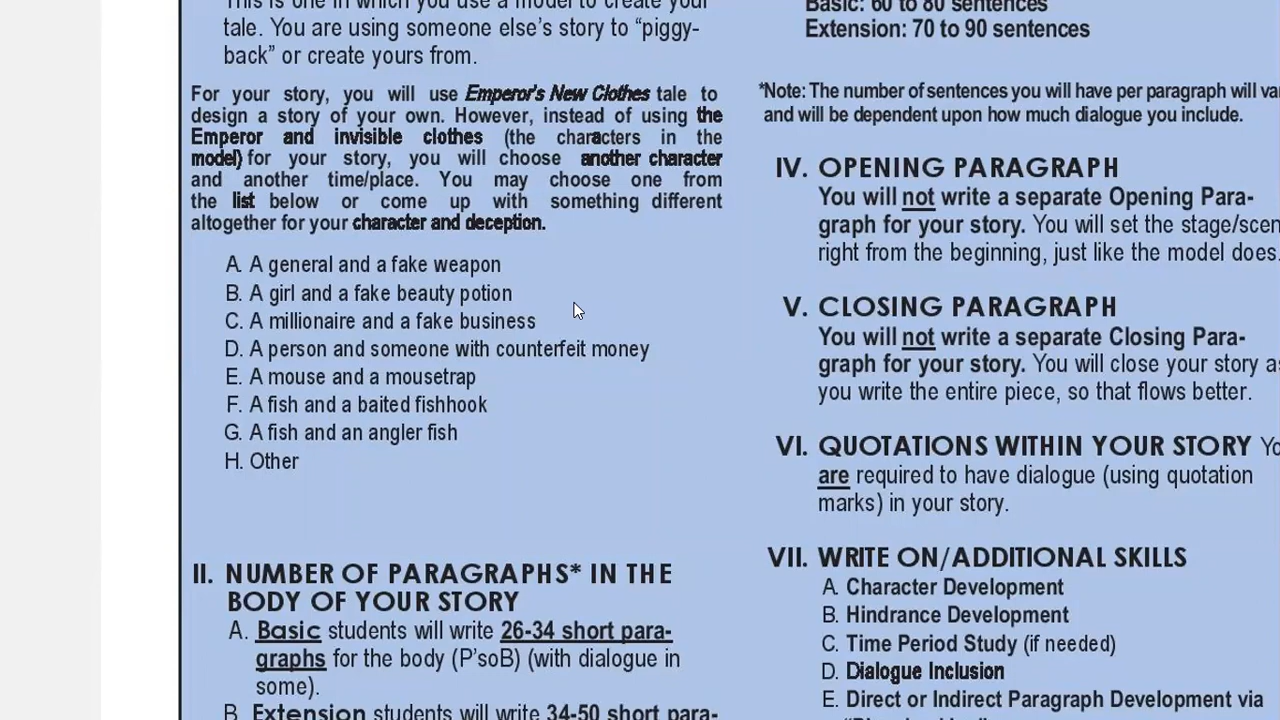 This is one in which you use a model to create your
tale. You are using someone else's story to "piggy-
back" or create yours from.
For your story, you will use Emperor's New Clothes tale to
design a story of your own. However, instead of using the
Emperor and invisible clothes (the characters in the
model) for your story, you will choose another character
and another time/place. You may choose one from
the list below or come up with something different
altogether for your character and deception.
A. A general and a fake weapon
B. A girl and a fake beauty potion
C. A millionaire and a fake business
D. A person and someone with counterfeit money
E. A mouse and a mousetrap
F. A fish and a baited fishhook
G. A fish and an angler fish
H. Other
II. NUMBER OF PARAGRAPHS* IN THE
BODY OF YOUR STORY
A. Basic students will write 26-34 short para-
graphs for the body (P'soB) (with dialogue in
some).
B. Extension students will write 34-50 short para-
Basic: 60 to 80 sentences
Extension: 70 to 90 sentences
*Note: The number of sentences you will have per paragraph will va
and will be dependent upon how much dialogue you include.
IV. OPENING PARAGRAPH
You will not write a separate Opening Para-
graph for your story. You will set the stage/scen
right from the beginning, just like the model does.
V. CLOSING PARAGRAPH
You will not write a separate Closing Para-
graph for your story. You will close your story as
you write the entire piece, so that flows better.
VI. QUOTATIONS WITHIN YOUR STORY Yo
are required to have dialogue (using quotation
marks) in your story.
VII. WRITE ON/ADDITIONAL SKILLS
A. Character Development
B. Hindrance Development
C. Time Period Study (if needed)
D. Dialogue Inclusion
E. Direct or Indirect Paragraph Development via